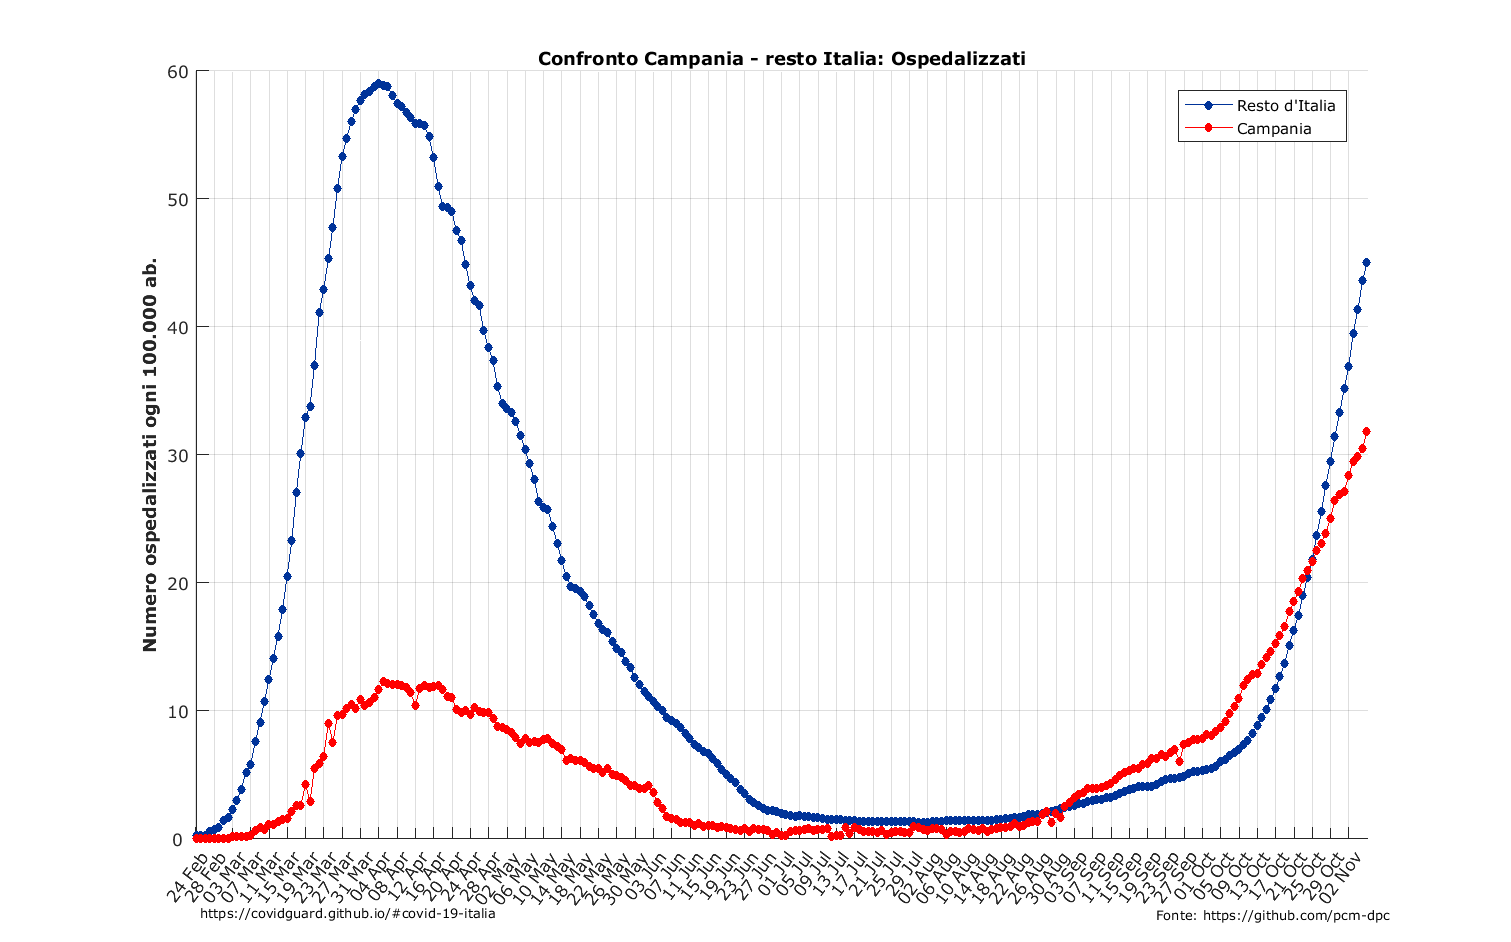 Confronto Campania - resto Italia: Ospedalizzati
Resto d'Italia
Campania
Numero ospedalizzati ogni 100.000 ab.
60
50
40
30
20
10
0
24 Feb
28 Feb
03 Mar
07 Mar
11 Mar
15 Mar
19 Mar
23 Mar
27 Mar
31 Mar
04 Apr
08 Apr
12 Apr
16 Apr
20 Apr
24 Apr
28 Apr
02 May
06 May
10 May
14 May
18 May
22 May
26 May
30 May
03 Jun
07 Jun
11 Jun
15 Jun
19 Jun
23 Jun
27 Jun
01 Jul
05 Jul
09 Jul
13 Jul
17 Jul
21 Jul
25 Jul
29 Jul
02 Aug
06 Aug
10 Aug
14 Aug
18 Aug
22 Aug
26 Aug
30 Aug
03 Sep
07 Sep
11 Sep
15 Sep
19 Sep
23 Sep
27 Sep
01 Oct
05 Oct
09 Oct
13 Oct
17 Oct
21 Oct
25 Oct
29 Oct
02 Nov
https://covidguard.github.io/#covid-19-italia
Fonte: https://github.com/pcm-dpc